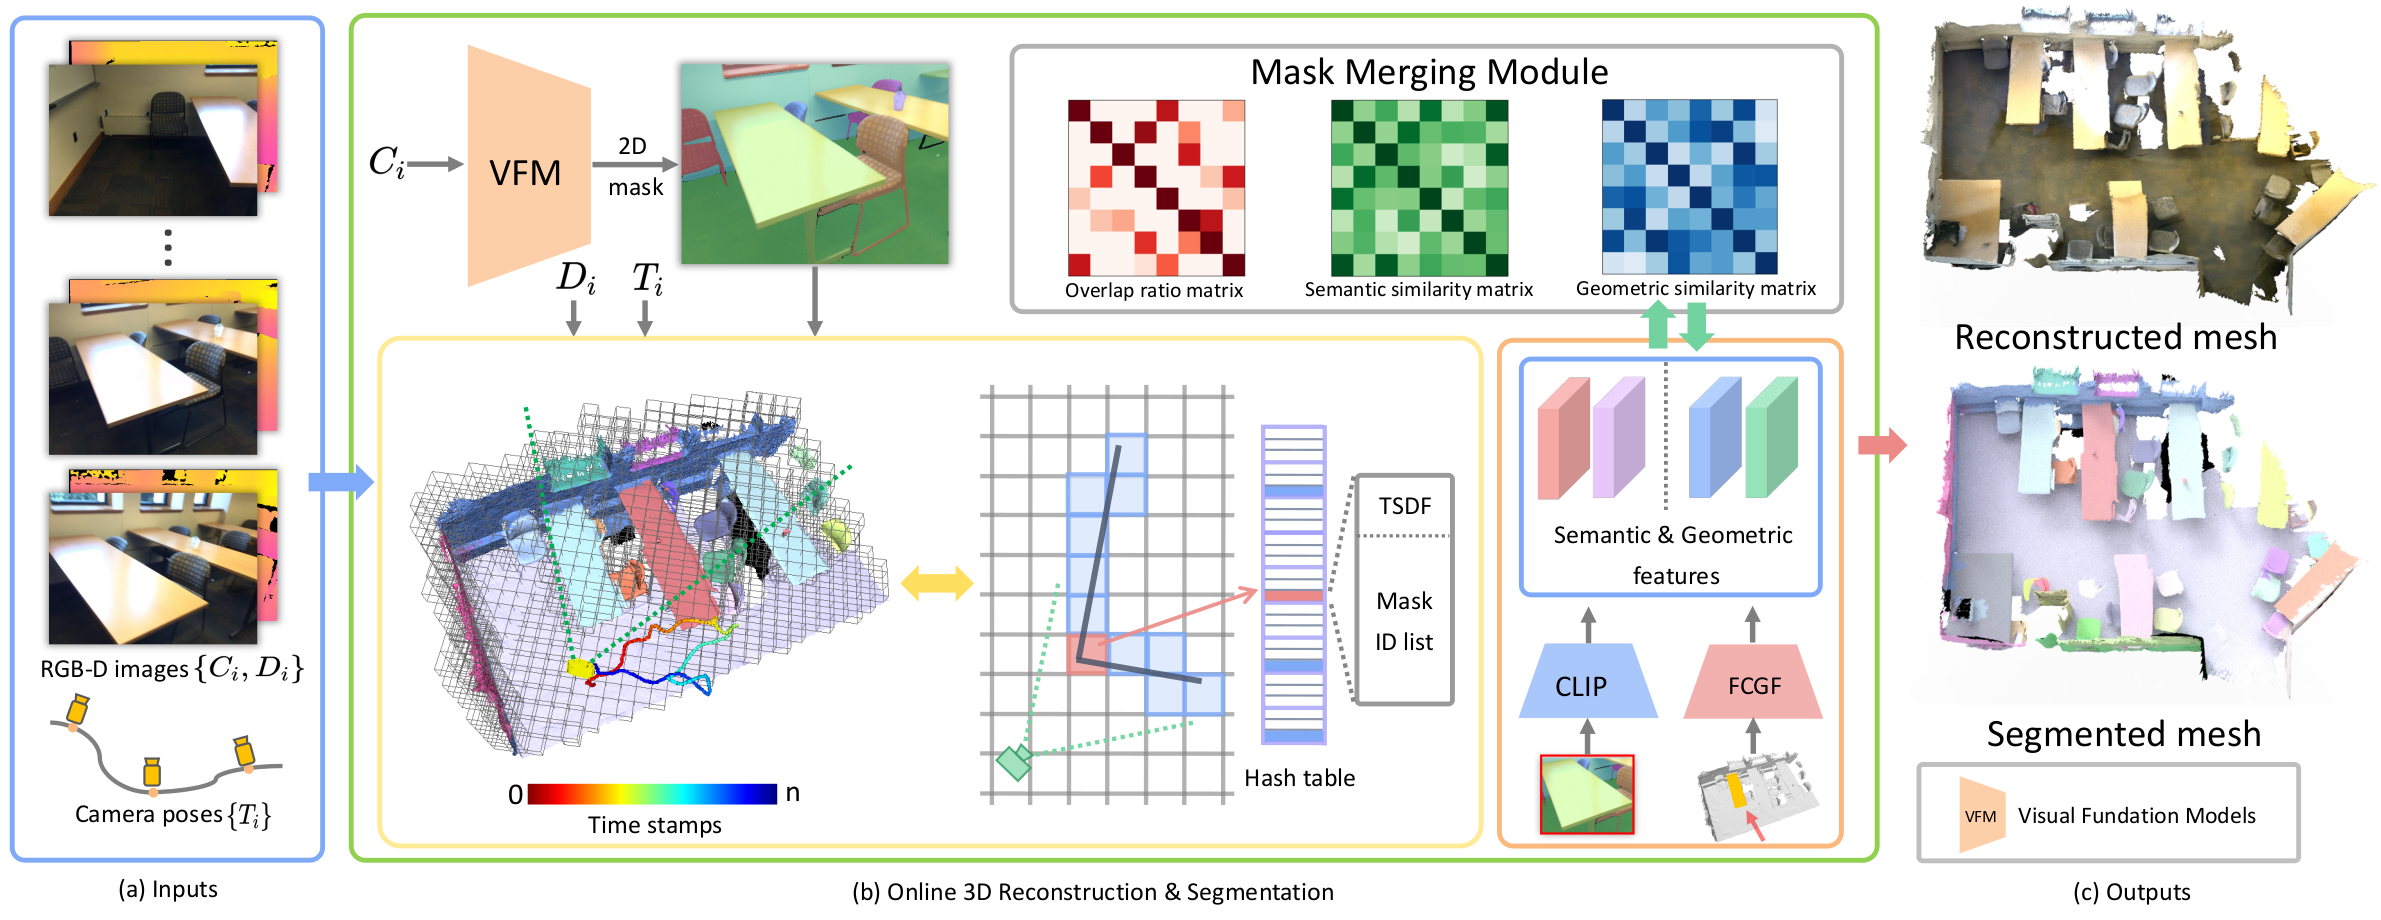 RGB-D images {C_i, D_i}
Camera poses {T_i}
(a) Inputs
C_i
VFM
2D
mask
D_i
T_i
Mask Merging Module
Overlap ratio matrix
Semantic similarity matrix
Geometric similarity matrix
0
n
Time stamps
Hash table
TSDF
Mask
ID list
Semantic & Geometric
features
CLIP
FCGF
(b) Online 3D Reconstruction & Segmentation
Reconstructed mesh
Segmented mesh
VFM
Visual Fundation Models
(c) Outputs